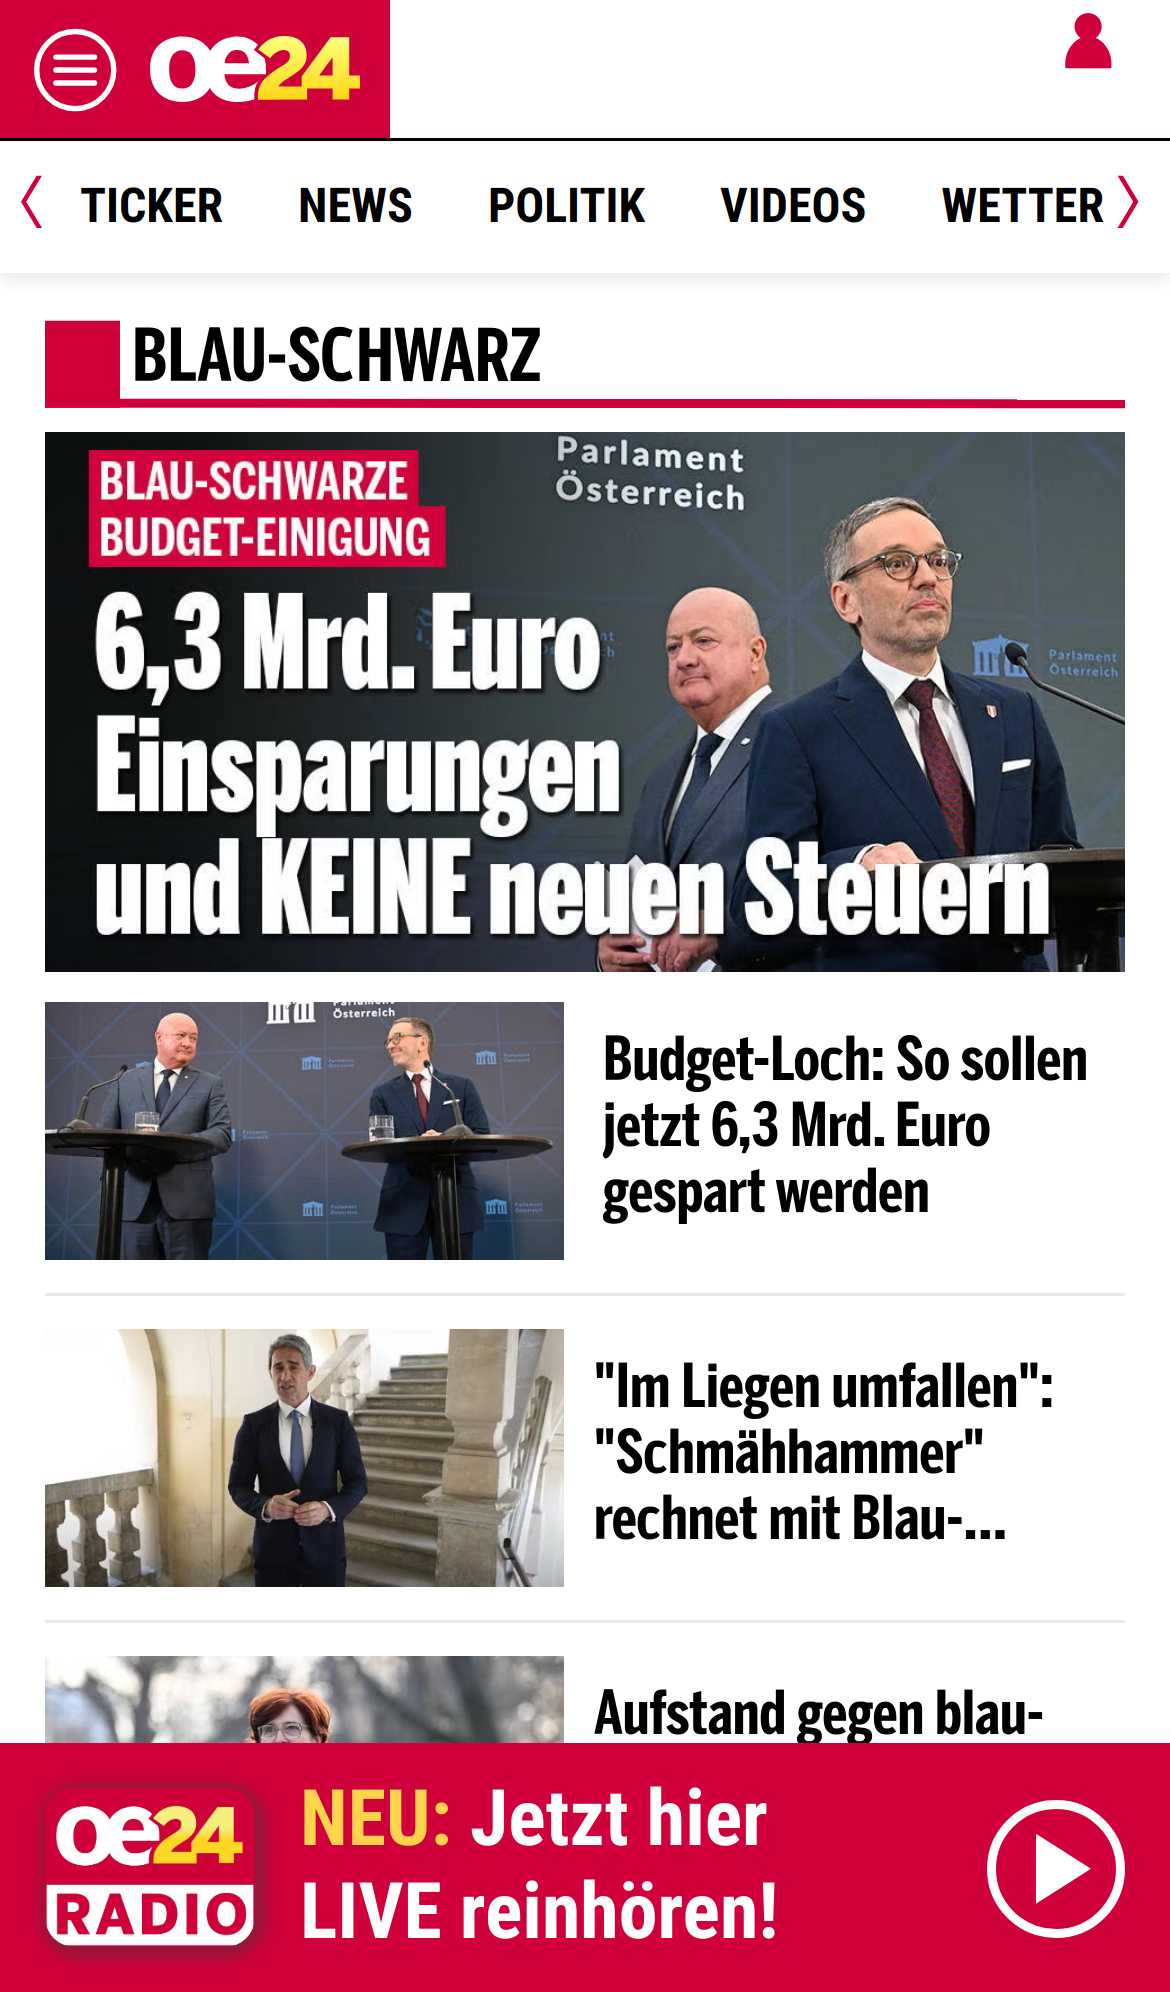 oe24
TICKER NEWS POLITIK VIDEOS WETTER
BLAU-SCHWARZ
Parlament
Österreich
BLAU-SCHWARZE
BUDGET-EINIGUNG
6,3 Mrd. Euro
Einsparungen
und KEINE neuen Steuern
Parlament
Österreich
Österreich
Budget-Loch: So sollen
jetzt 6,3 Mrd. Euro
gespart werden
"Im Liegen umfallen":
"Schmähhammer"
rechnet mit Blau-...
Aufstand gegen blau-
oe24
RADIO
NEU: Jetzt hier
LIVE reinhören!